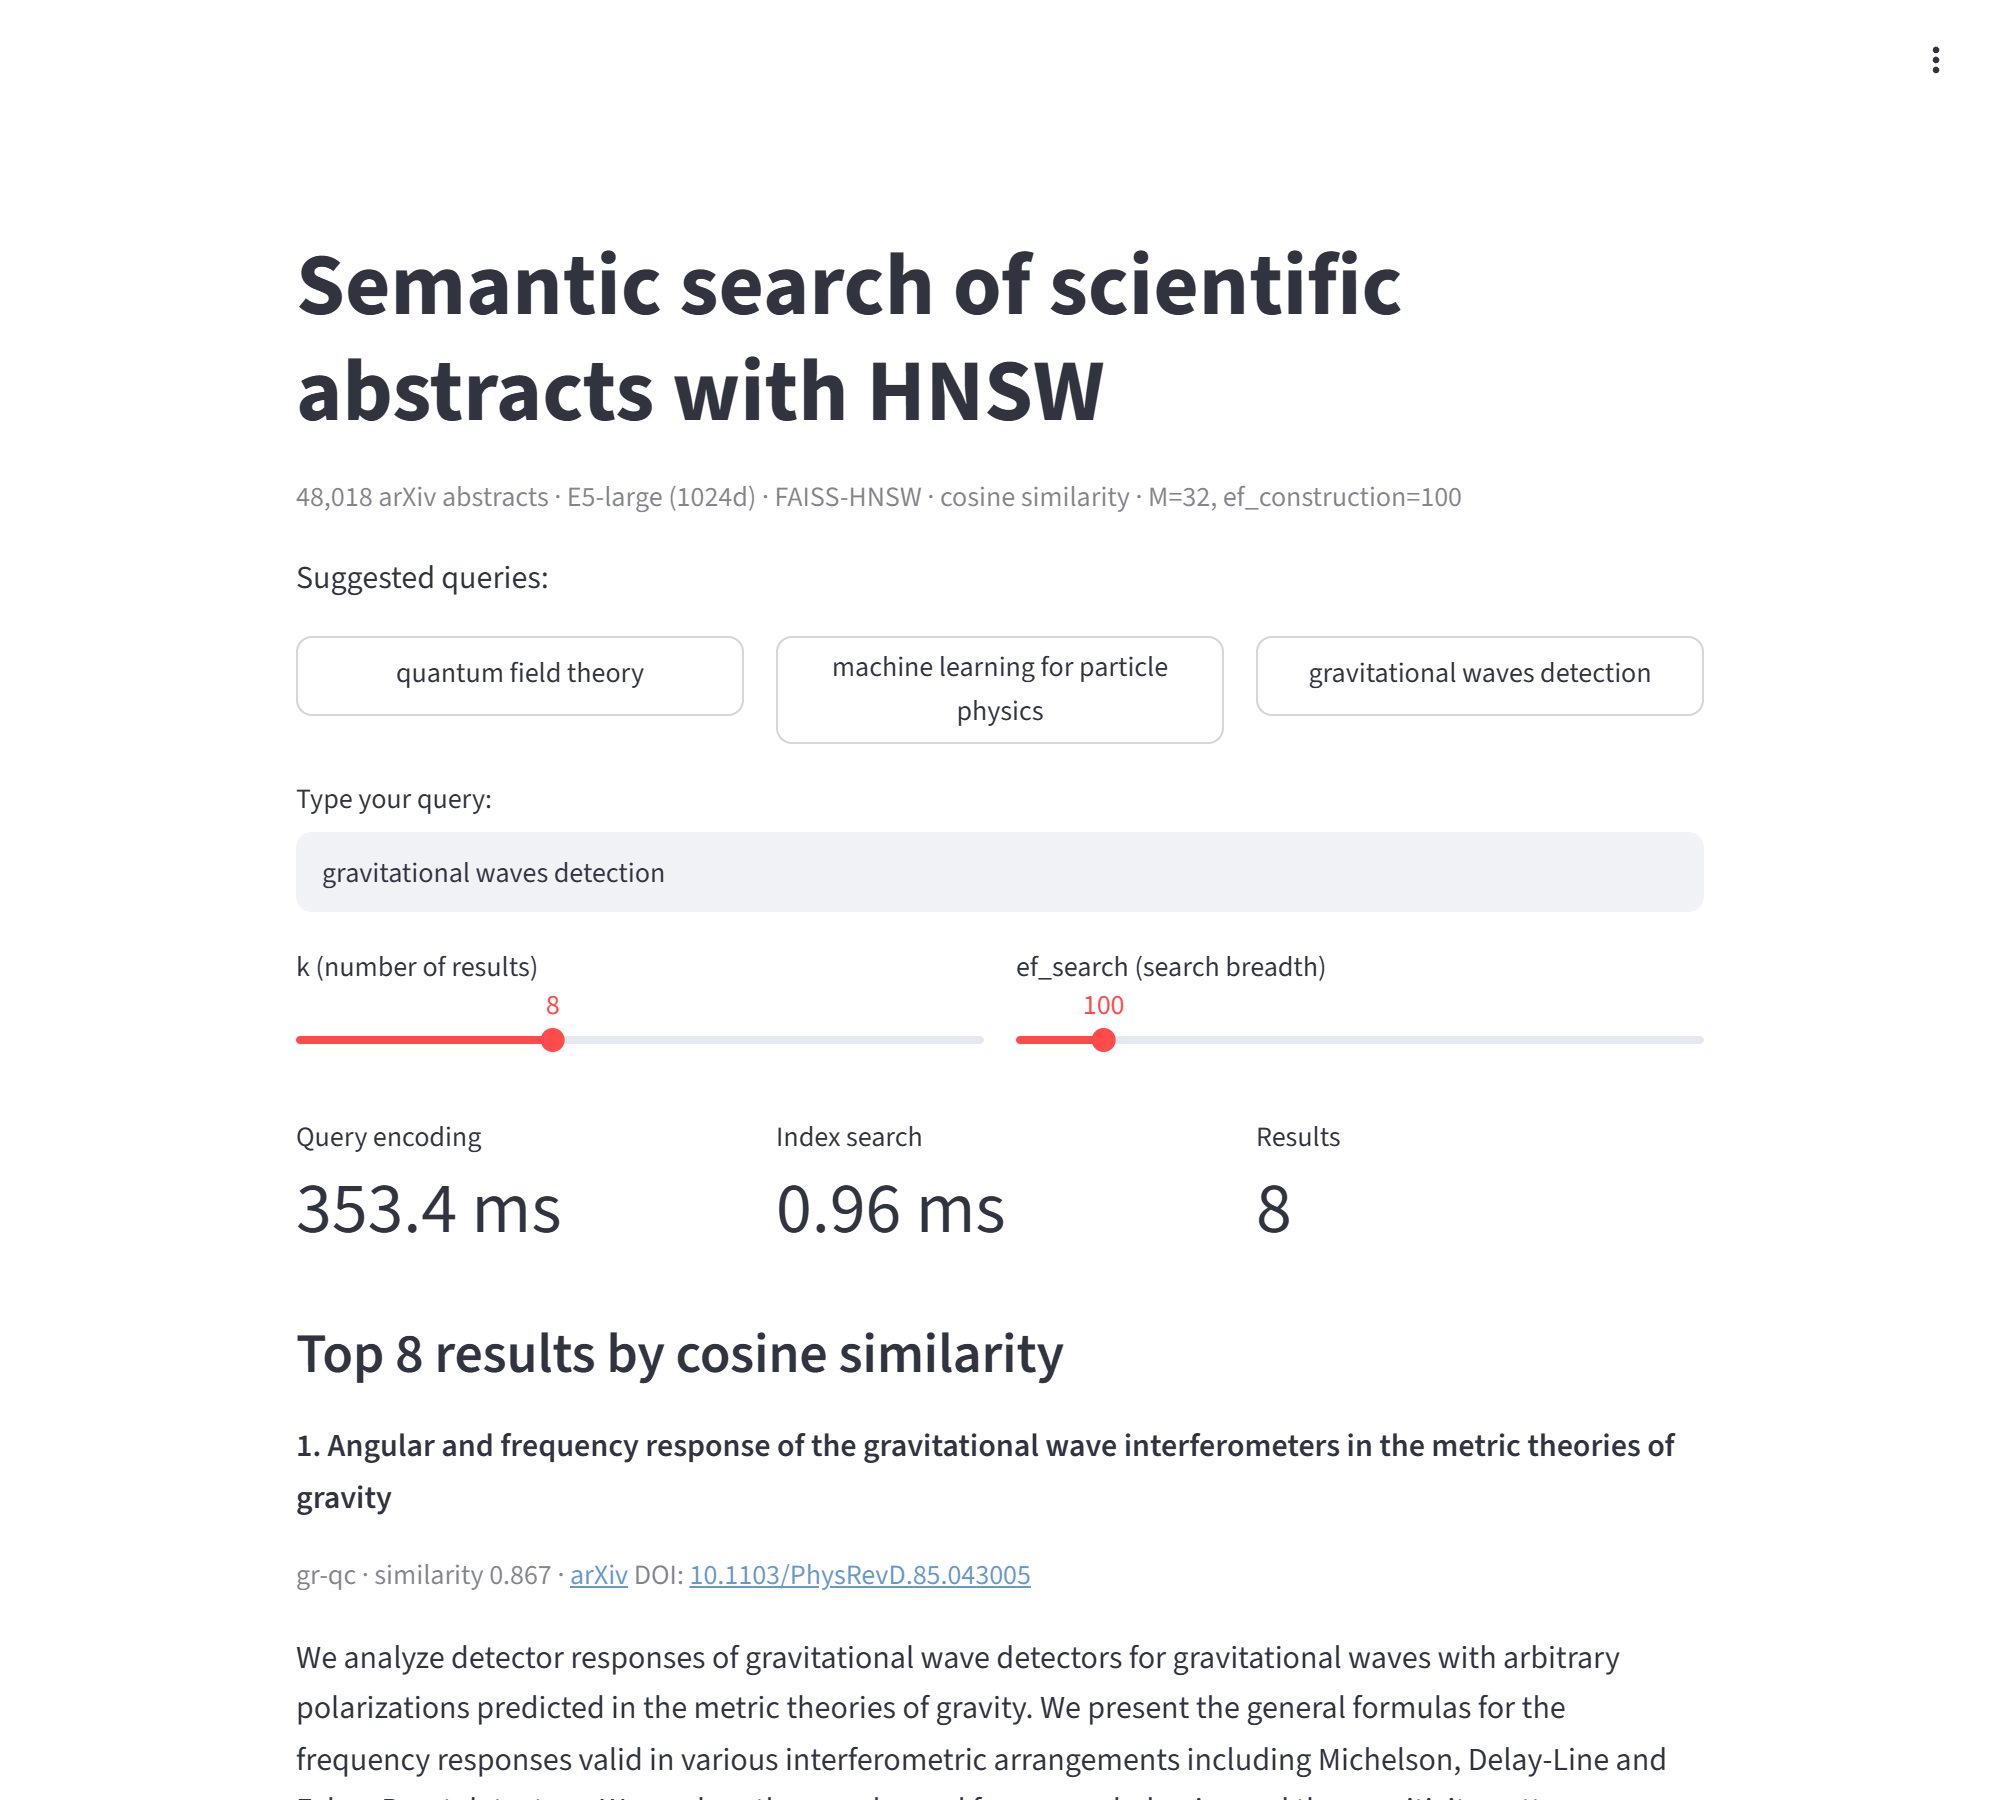 Semantic search of scientific
abstracts with HNSW
48,018 arXiv abstracts · E5-large (1024d) · FAISS-HNSW · cosine similarity · M=32, ef_construction=100
Suggested queries:
quantum field theory
machine learning for particle
physics
gravitational waves detection
Type your query:
gravitational waves detection
k (number of results)
8
ef_search (search breadth)
100
Query encoding
353.4 ms
Index search
0.96 ms
Results
8
Top 8 results by cosine similarity
1. Angular and frequency response of the gravitational wave interferometers in the metric theories of
gravity
gr-qc · similarity 0.867 · arXiv DOI: 10.1103/PhysRevD.85.043005
We analyze detector responses of gravitational wave detectors for gravitational waves with arbitrary
polarizations predicted in the metric theories of gravity. We present the general formulas for the
frequency responses valid in various interferometric arrangements including Michelson, Delay-Line and